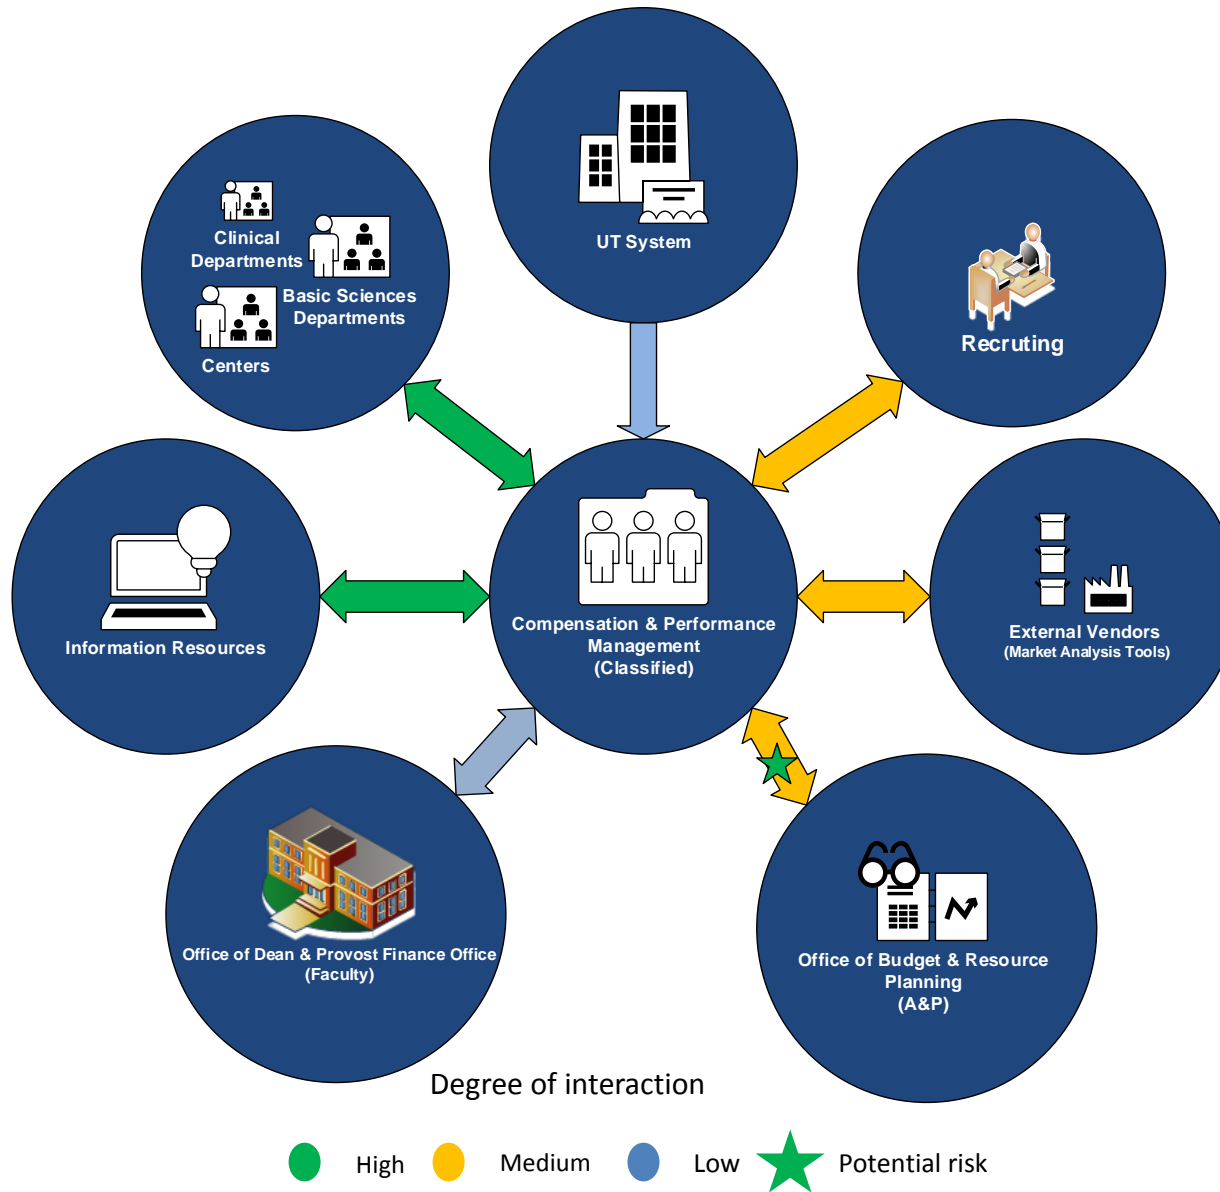 UT System
Clinical
Departments
Basic Sciences
Departments
Centers
Recruting
Information Resources
Compensation & Performance
Management
(Classified)
External Vendors
(Market Analysis Tools)
Office of Dean & Provost Finance Office
(Faculty)
Office of Budget & Resource
Planning
(A&P)
Degree of interaction
High
Medium
Low
Potential risk